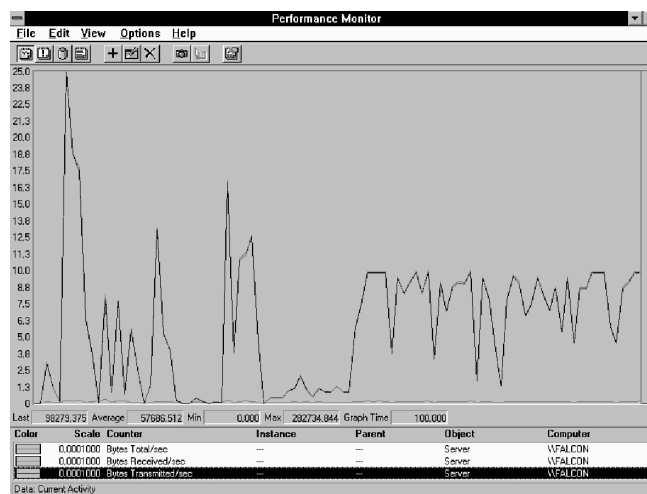 Performance Monitor
File Edit View Options Help
25.0
23.8
22.5
21.3
20.0
18.8
17.5
16.3
15.0
13.8
12.5
11.3
10.0
8.8
7.5
6.3
5.0
3.8
2.5
1.3
0
Last 98279.375 Average 57686.512 Min 0.000 Max 282734.844 Graph Time 100.000
Color Scale Counter Instance Parent Object Computer
0.0001000 Bytes Total/sec --- --- Server \\FALCON
0.0001000 Bytes Received/sec --- --- Server \\FALCON
0.0001000 Bytes Transmitted/sec --- --- Server \\FALCON
Data: Current Activity